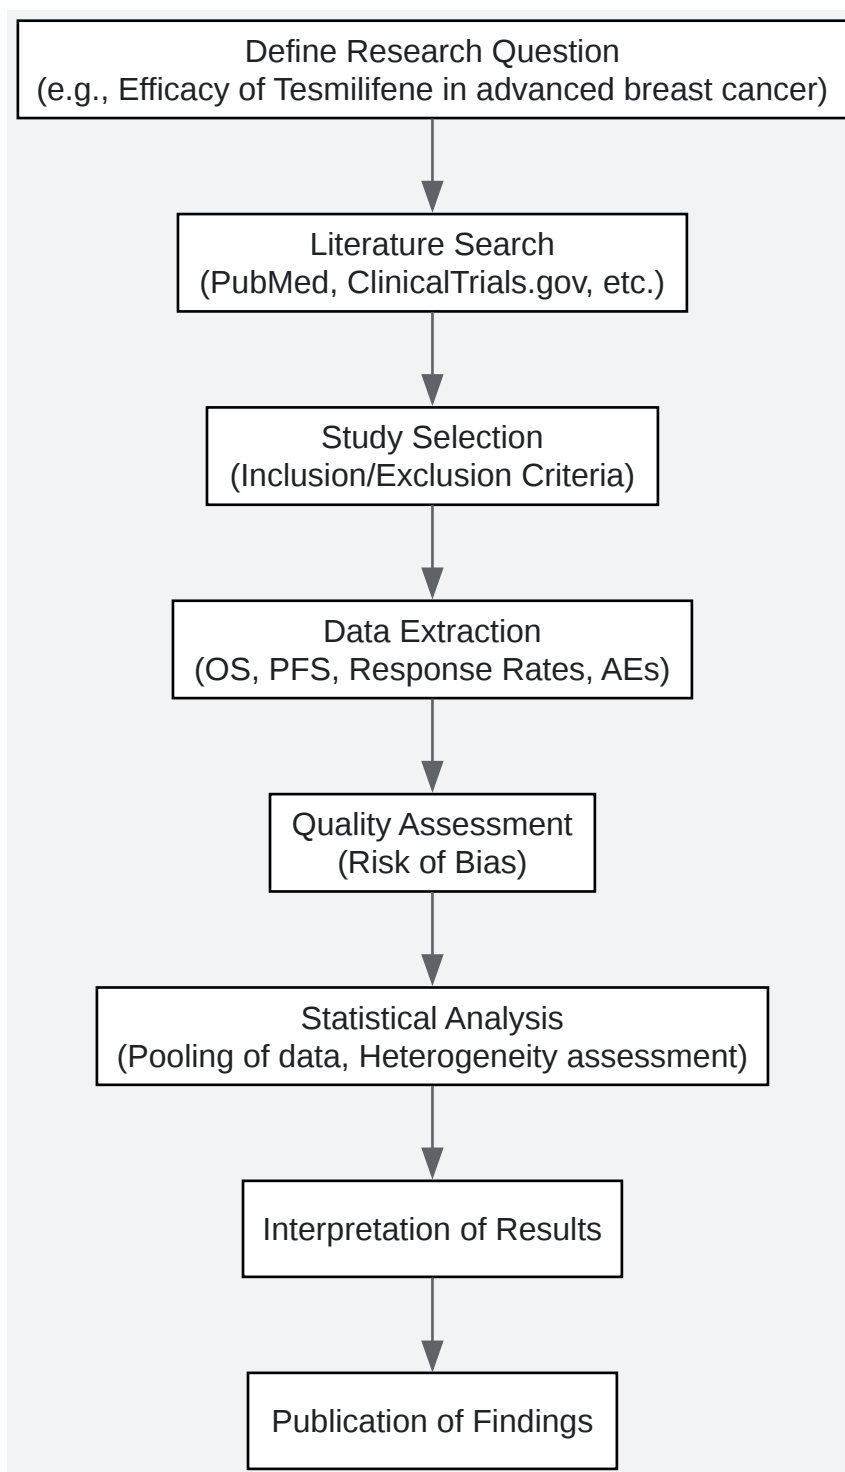 Define Research Question
(e.g., Efficacy of Tesmilifene in advanced breast cancer)
Literature Search
(PubMed, ClinicalTrials.gov, etc.)
Study Selection
(Inclusion/Exclusion Criteria)
Data Extraction
(OS, PFS, Response Rates, AEs)
Quality Assessment
(Risk of Bias)
Statistical Analysis
(Pooling of data, Heterogeneity assessment)
Interpretation of Results
Publication of Findings